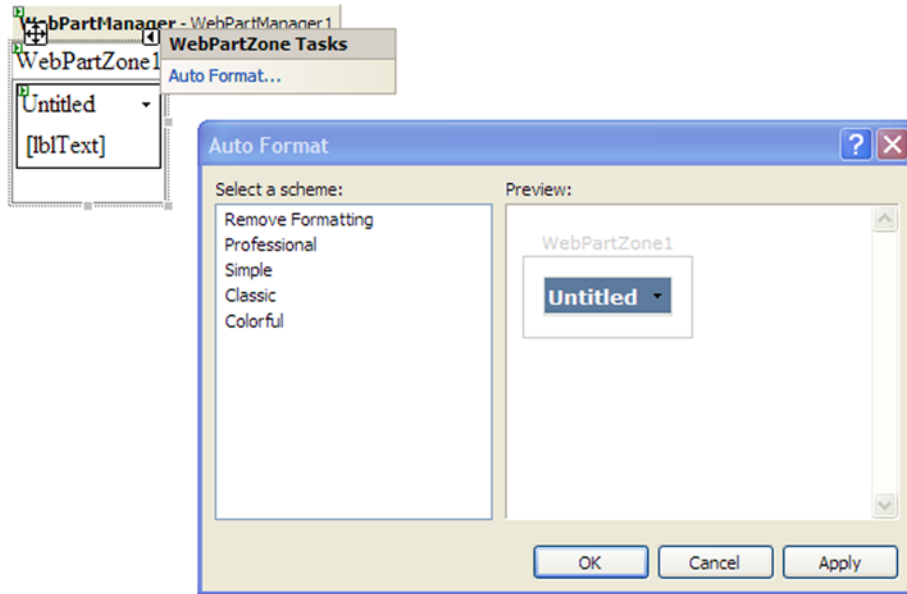 WebPartManager - WebPartManager1
WebPartZone Tasks
WebPartZone1
Auto Format...
Untitled
[lblText]
Auto Format
Select a scheme:
Preview:
Remove Formatting
Professional
Simple
Classic
Colorful
WebPartZone1
Untitled
OK
Cancel
Apply